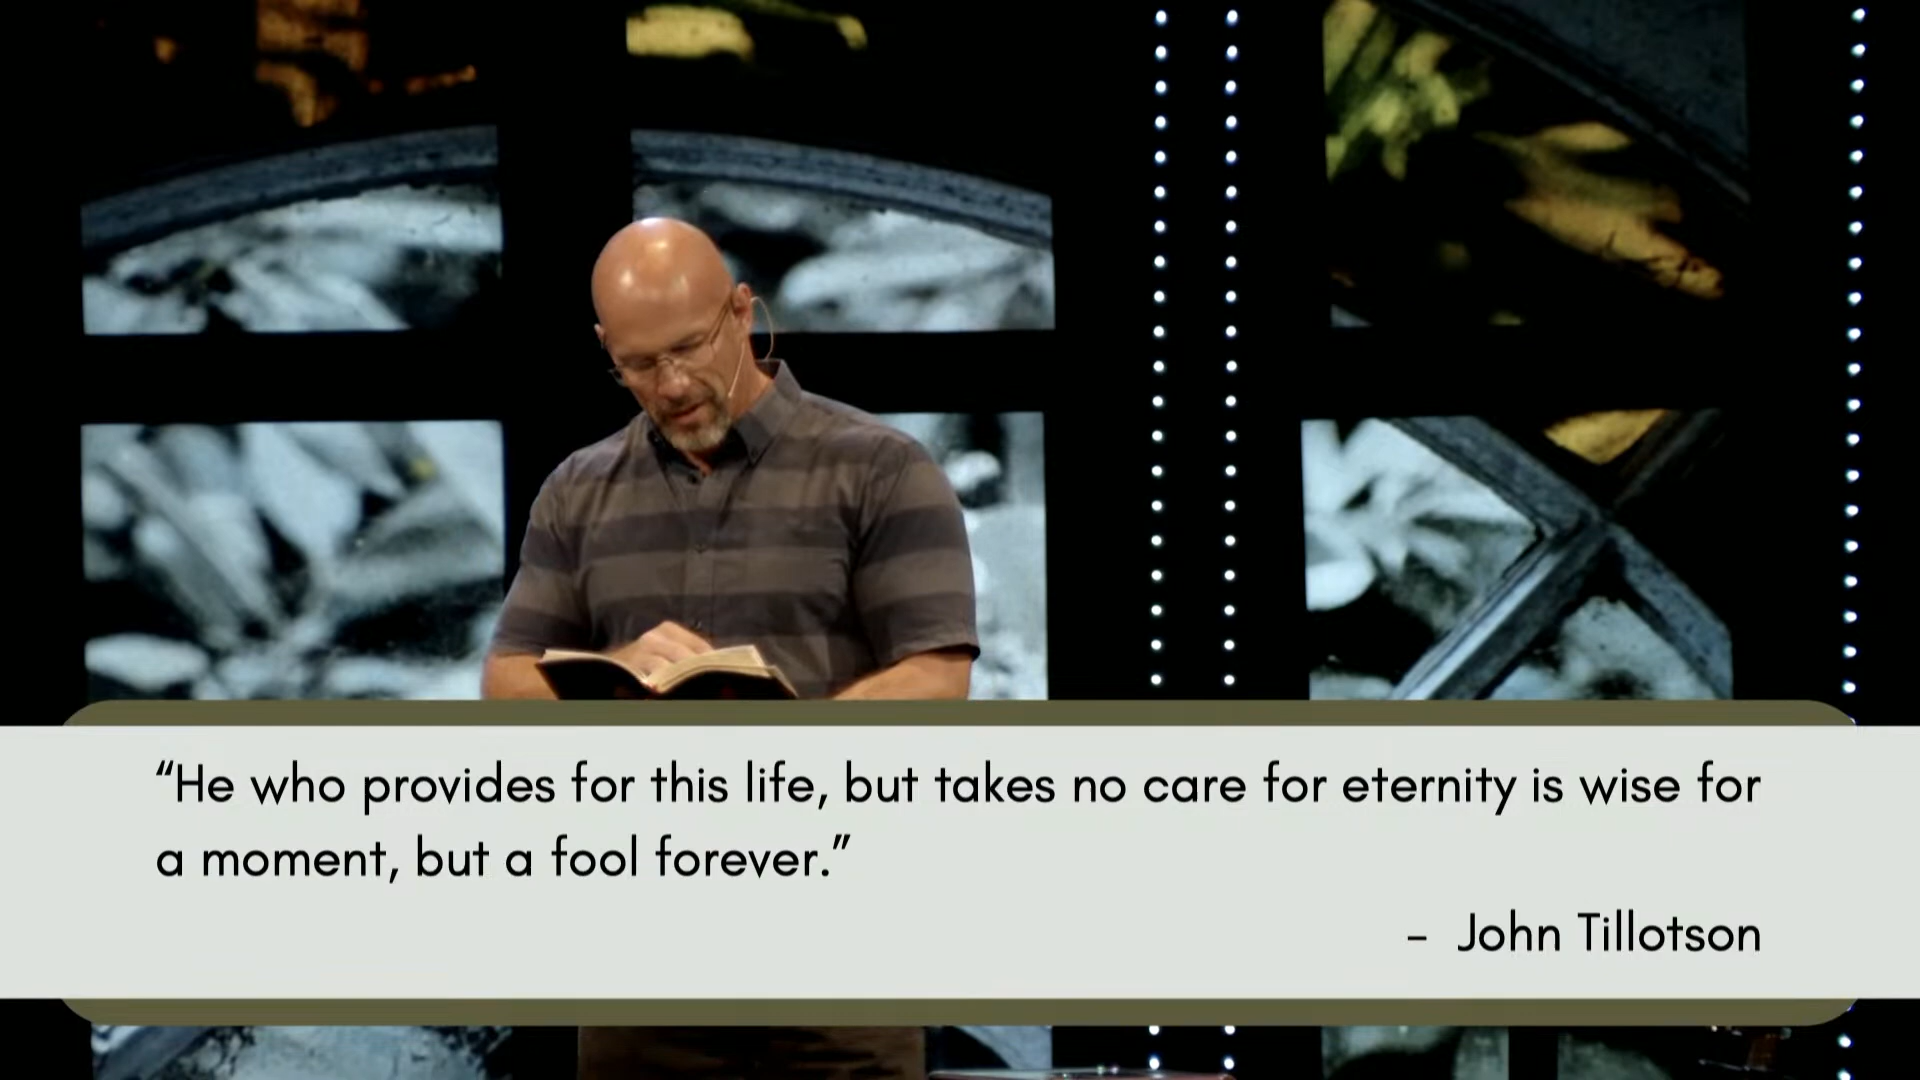 “He who provides for this life, but takes no care for eternity is wise for
a moment, but a fool forever.”
– John Tillotson